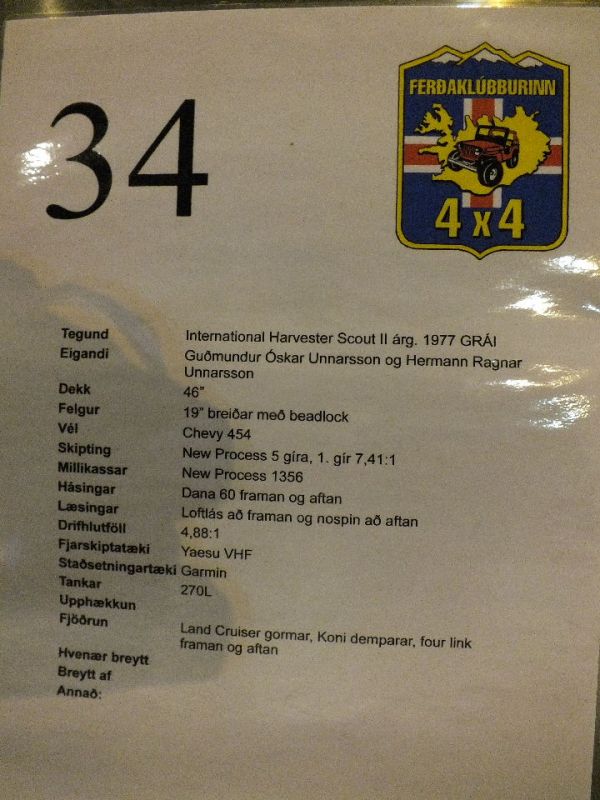 34
FERÐAKLÚBBURINN
4x4
Tegund International Harvester Scout II árg. 1977 GRÁI
Eigandi Guðmundur Óskar Unnarsson og Hermann Ragnar
Unnarsson
Dekk 46”
Felgur 19” breiðar með beadlock
Vél Chevy 454
Skipting New Process 5 gíra, 1. gír 7,41:1
Millikassar New Process 1356
Hásingar Dana 60 framan og aftan
Læsingar Loftlás að framan og nospin að aftan
Drifhlutföll 4,88:1
Fjarskiptatæki Yaesu VHF
Staðsetningartæki Garmin
Tankar 270L
Upphækkun
Fjöðrun Land Cruiser gormar, Koni demparar, four link
framan og aftan
Hvenær breytt
Breytt af
Annað: